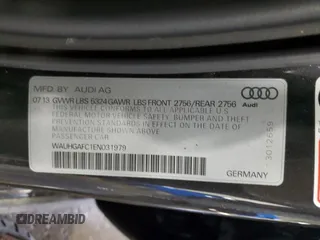 MFD BY AUDI AG
07 13 GVWR LBS 6324 GAWR LBS FRONT 2756/REAR 2756
THIS VEHICLE CONFORMS TO ALL APPLICABLE U S
FEDERAL MOTOR VEHICLE SAFETY, BUMPER AND THEFT
PREVENTION STANDARDS IN EFFECT ON THE DATE OF
MANUFACTURE SHOWN ABOVE
PASSENGER CAR
Audi
WAUHGAFC1EN031979
3012659
GERMANY
DREAMBID